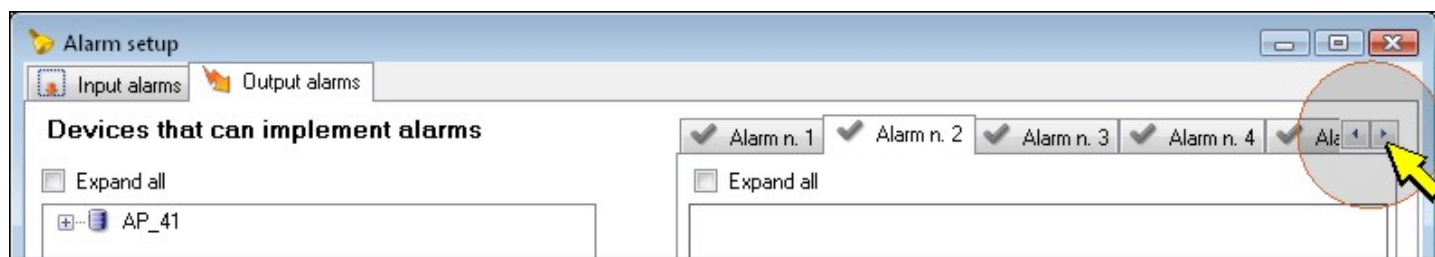 Alarm setup
Input alarms Output alarms
Devices that can implement alarms
Alarm n. 1 Alarm n. 2 Alarm n. 3 Alarm n. 4
Expand all
Expand all
AP_41